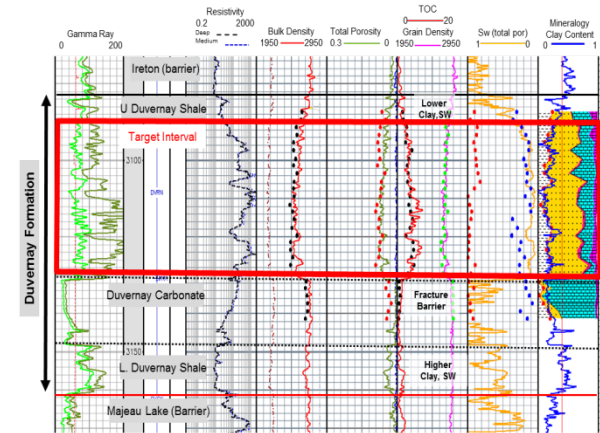 TOC
0 20
Resistivity
0.2 2000
Gamma Ray
Deep
Medium
Bulk Density
Total Porosity
Grain Density
Sw (total por)
Mineralogy
Clay Content
0 200
1950 2950
0.3 0
1950 2950
1 0
0 1
Ireton (barrier)
U Duvernay Shale
Lower
Clay,SW
Target Interval
3100
DVRN
Duvernay Formation
Duvernay Carbonate
Fracture
Barrier
3150
L. Duvernay Shale
Higher
Clay, SW
Majeau Lake (Barrier)